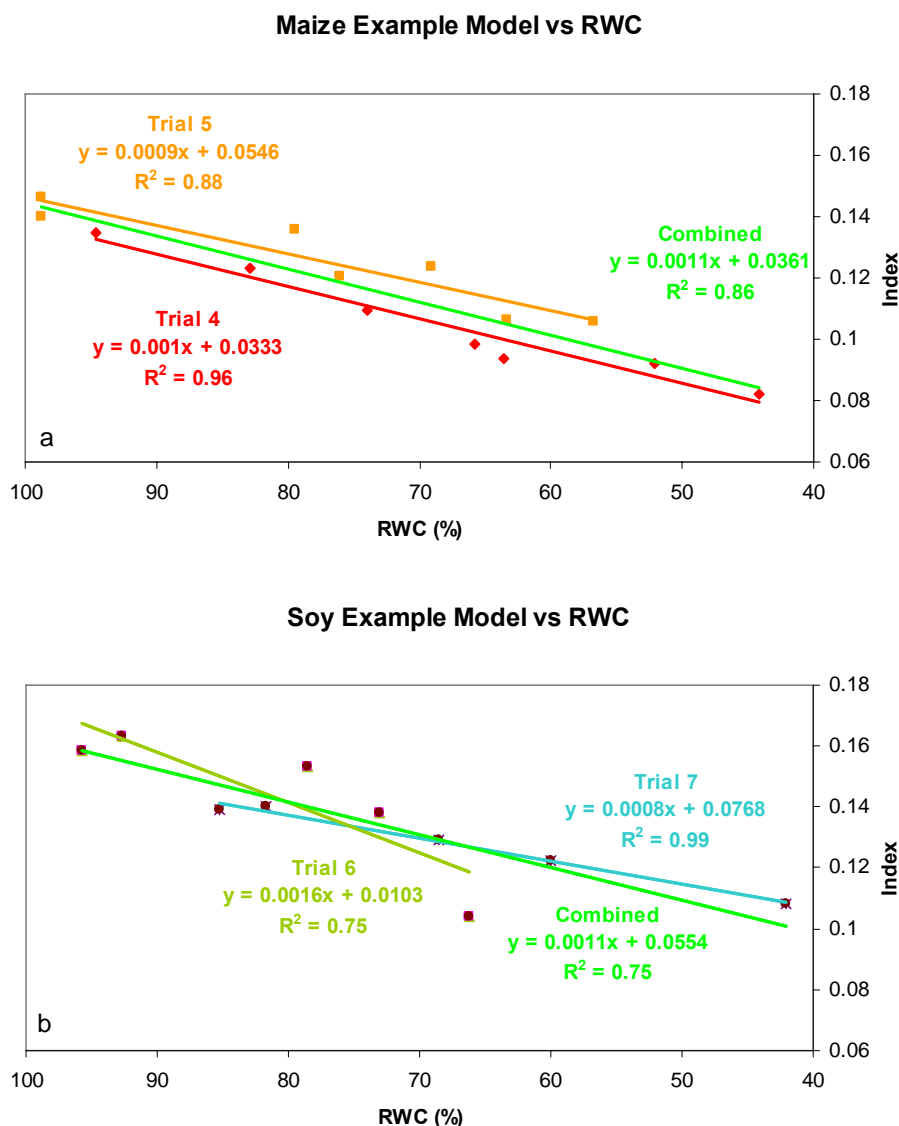 Maize Example Model vs RWC
0.18
Trial 5
y = 0.0009x + 0.0546
R² = 0.88
0.16
0.14
Combined
y = 0.0011x + 0.0361
R² = 0.86
0.12
Index
Trial 4
y = 0.001x + 0.0333
R² = 0.96
0.1
0.08
a
0.06
100 90 80 70 60 50 40
RWC (%)
Soy Example Model vs RWC
0.18
0.16
Trial 7
y = 0.0008x + 0.0768
R² = 0.99
0.14
0.12
Index
Trial 6
y = 0.0016x + 0.0103
R² = 0.75
Combined
y = 0.0011x + 0.0554
R² = 0.75
0.1
0.08
b
0.06
100 90 80 70 60 50 40
RWC (%)